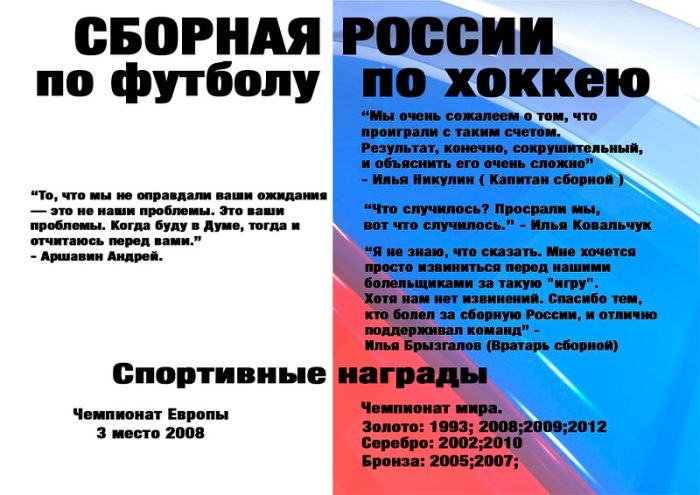 СБОРНАЯ РОССИИ
по футболу по хоккею
“То, что мы не оправдали ваши ожидания
— это не наши проблемы. Это ваши
проблемы. Когда буду в Думе, тогда и
отчитаюсь перед вами.”
- Аршавин Андрей.
“Мы очень сожалеем о том, что
проиграли с таким счетом.
Результат, конечно, сокрушительный,
и объяснить его очень сложно”
- Илья Никулин ( Капитан сборной )
“Что случилось? Просрали мы,
вот что случилось.” - Илья Ковальчук
“Я не знаю, что сказать. Мне хочется
просто извиниться перед нашими
болельщиками за такую "игру".
Хотя нам нет извинений. Спасибо тем,
кто болел за сборную России, и отлично
поддерживал команд” -
Илья Брызгалов (Вратарь сборной)
Спортивные награды
Чемпионат Европы
3 место 2008
Чемпионат мира.
Золото: 1993; 2008;2009;2012
Серебро: 2002;2010
Бронза: 2005;2007;